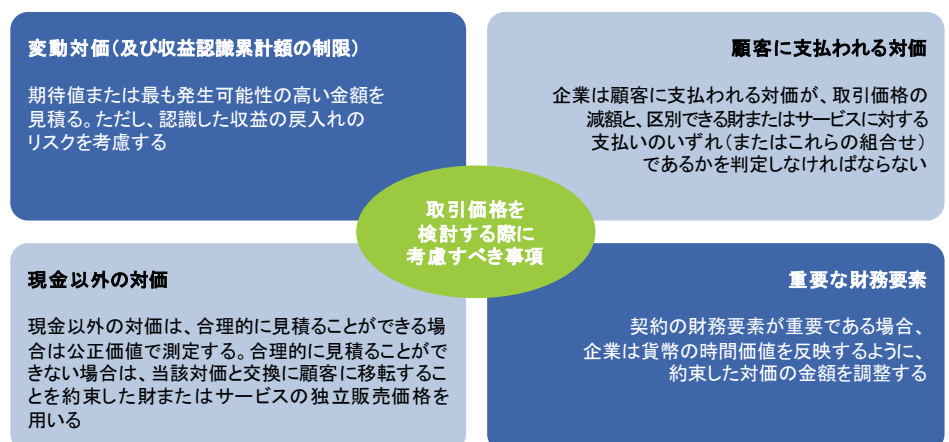 変動対価（及び収益認識累計額の制限）
期待値または最も発生可能性の高い金額を
見積る。ただし、認識した収益の戻入れの
リスクを考慮する
顧客に支払われる対価
企業は顧客に支払われる対価が、取引価格の
減額と、区別できる財またはサービスに対する
支払いのいずれ（またはこれらの組合せ）
であるかを判定しなければならない
取引価格を
検討する際に
考慮すべき事項
現金以外の対価
現金以外の対価は、合理的に見積ることができる場
合は公正価値で測定する。合理的に見積ることがで
きない場合は、当該対価と交換に顧客に移転するこ
とを約束した財またはサービスの独立販売価格を
用いる
重要な財務要素
契約の財務要素が重要である場合、
企業は貨幣の時間価値を反映するように、
約束した対価の金額を調整する